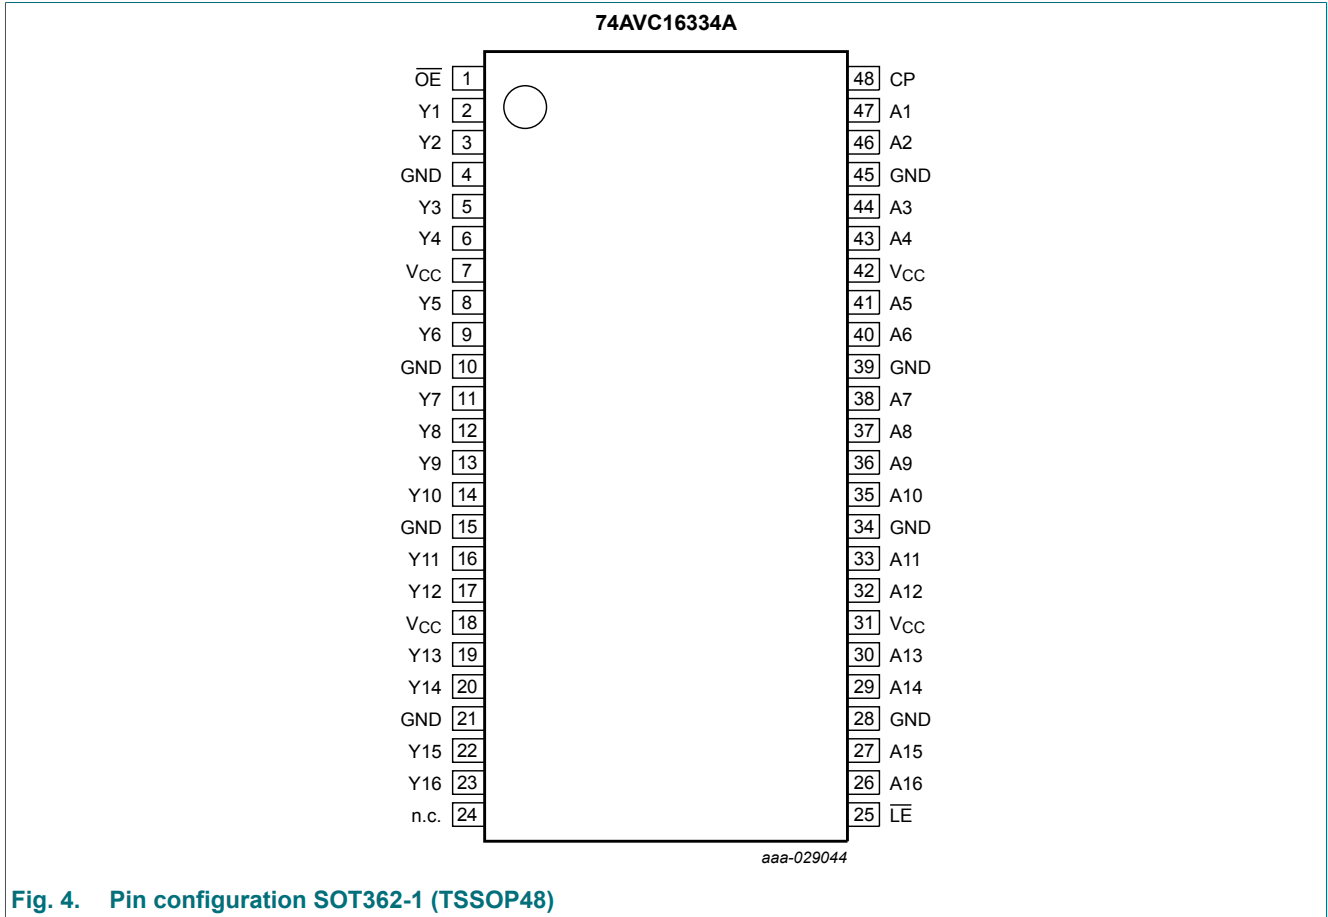 74AVC16334A
OE 1 48 CP
Y1 2 47 A1
Y2 3 46 A2
GND 4 45 GND
Y3 5 44 A3
Y4 6 43 A4
VCC 7 42 VCC
Y5 8 41 A5
Y6 9 40 A6
GND 10 39 GND
Y7 11 38 A7
Y8 12 37 A8
Y9 13 36 A9
Y10 14 35 A10
GND 15 34 GND
Y11 16 33 A11
Y12 17 32 A12
VCC 18 31 VCC
Y13 19 30 A13
Y14 20 29 A14
GND 21 28 GND
Y15 22 27 A15
Y16 23 26 A16
n.c. 24 25 LE
aaa-029044
Fig. 4. Pin configuration SOT362-1 (TSSOP48)